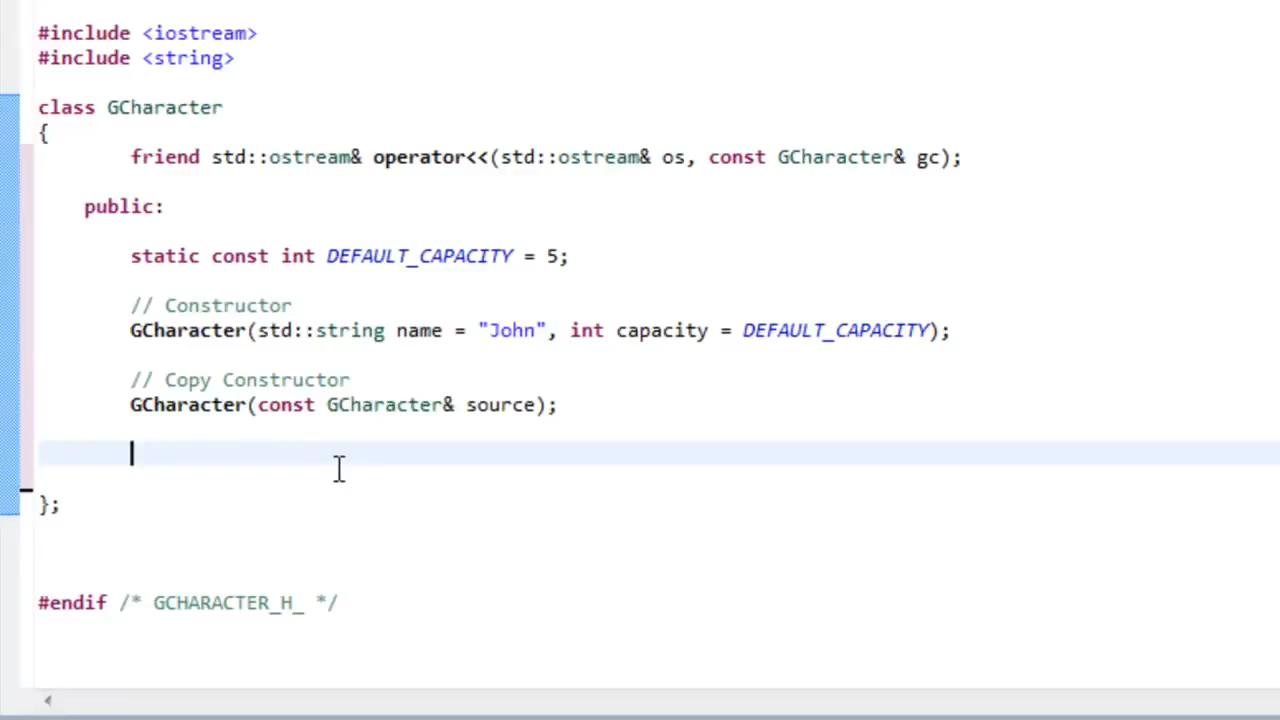 #include <iostream>
#include <string>
class GCharacter
{
friend std::ostream& operator<<(std::ostream& os, const GCharacter& gc);
public:
static const int DEFAULT_CAPACITY = 5;
// Constructor
GCharacter(std::string name = "John", int capacity = DEFAULT_CAPACITY);
// Copy Constructor
GCharacter(const GCharacter& source);
};
#endif /* GCHARACTER_H_ */